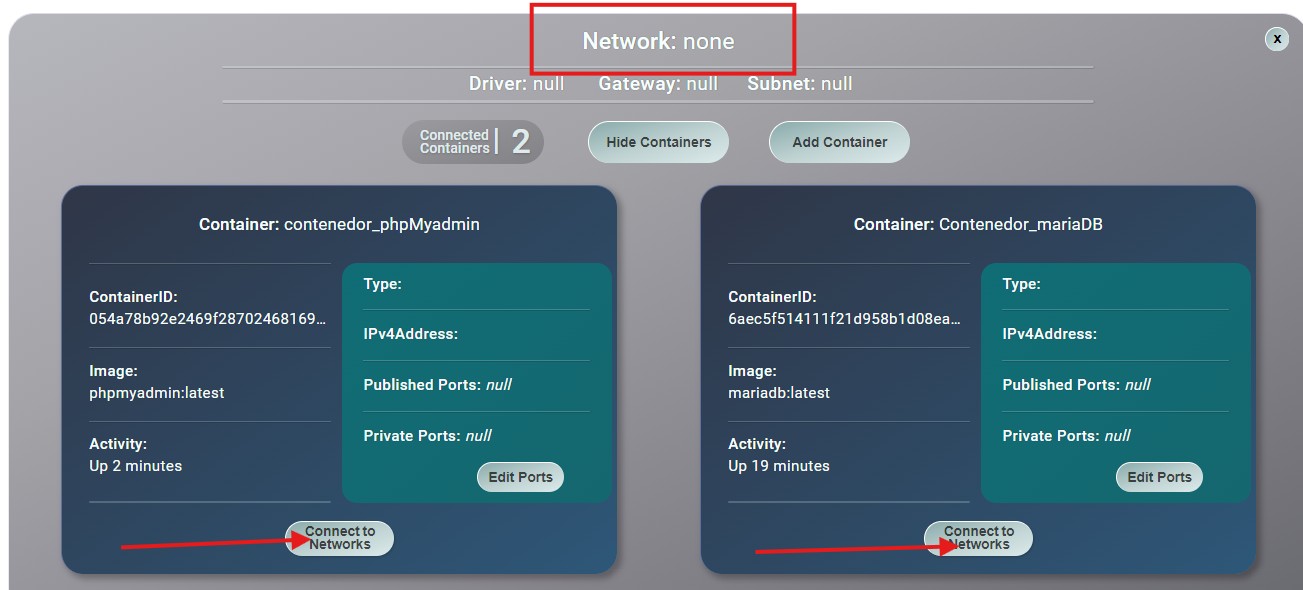 Network: none
x
Driver: null Gateway: null Subnet: null
Connected
Containers| 2
Hide Containers
Add Container
Container: contenedor_phpMyadmin
ContainerID:
054a78b92e2469f28702468169...
Image:
phpmyadmin:latest
Activity:
Up 2 minutes
Type:
IPv4Address:
Published Ports: null
Private Ports: null
Edit Ports
Connect to
Networks
Container: Contenedor_mariaDB
ContainerID:
6aec5f514111f21d958b1d08ea...
Image:
mariadb:latest
Activity:
Up 19 minutes
Type:
IPv4Address:
Published Ports: null
Private Ports: null
Edit Ports
Connect to
Networks